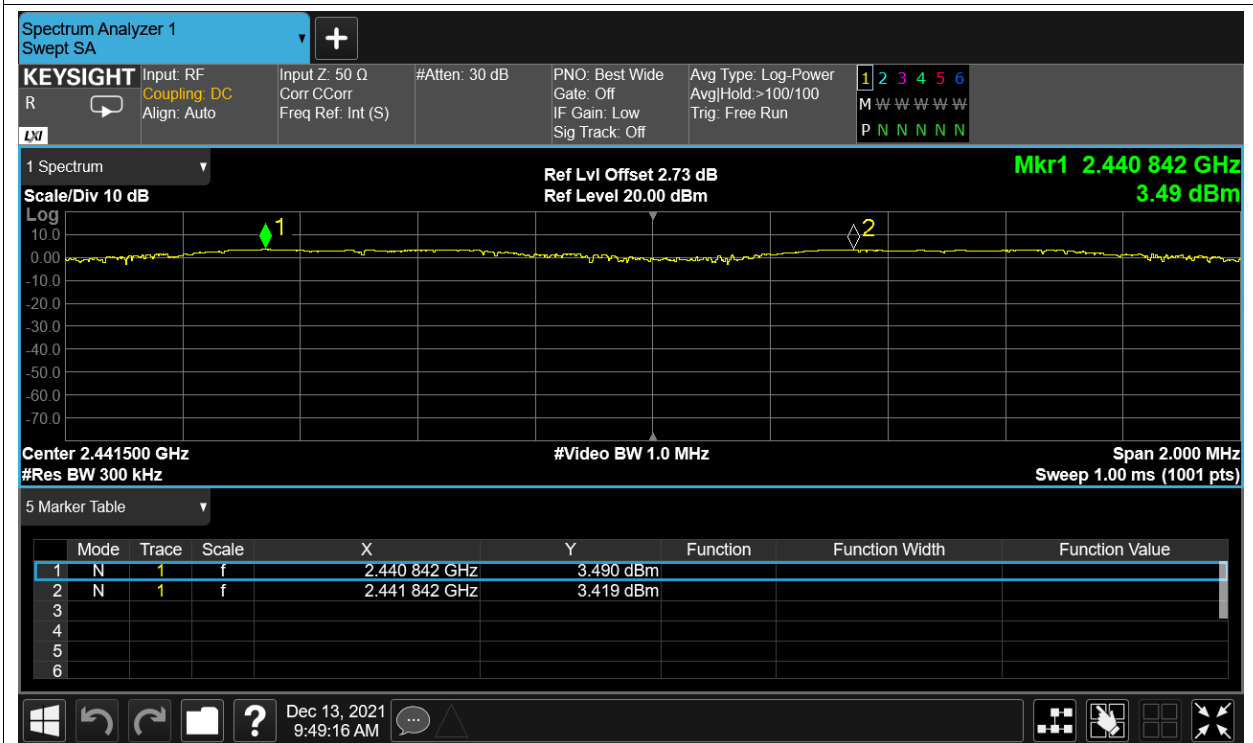 Spectrum Analyzer 1
Swept SA
+
KEYSIGHT
R
LXI
Input: RF
Coupling: DC
Align: Auto
Input Z: 50 Ω
Corr CCorr
Freq Ref: Int (S)
#Atten: 30 dB
PNO: Best Wide
Gate: Off
IF Gain: Low
Sig Track: Off
Avg Type: Log-Power
Avg|Hold:>100/100
Trig: Free Run
1 2 3 4 5 6
M W W W W W
P N N N N N
1 Spectrum
Scale/Div 10 dB
Ref Lvl Offset 2.73 dB
Ref Level 20.00 dBm
Mkr1 2.440 842 GHz
3.49 dBm
Log
10.0
0.00
-10.0
-20.0
-30.0
-40.0
-50.0
-60.0
-70.0
1
2
Center 2.441500 GHz
#Res BW 300 kHz
#Video BW 1.0 MHz
Span 2.000 MHz
Sweep 1.00 ms (1001 pts)
5 Marker Table
Mode Trace Scale X Y Function Function Width Function Value
1 N 1 f 2.440 842 GHz 3.490 dBm
2 N 1 f 2.441 842 GHz 3.419 dBm
3
4
5
6
?
Dec 13, 2021
9:49:16 AM